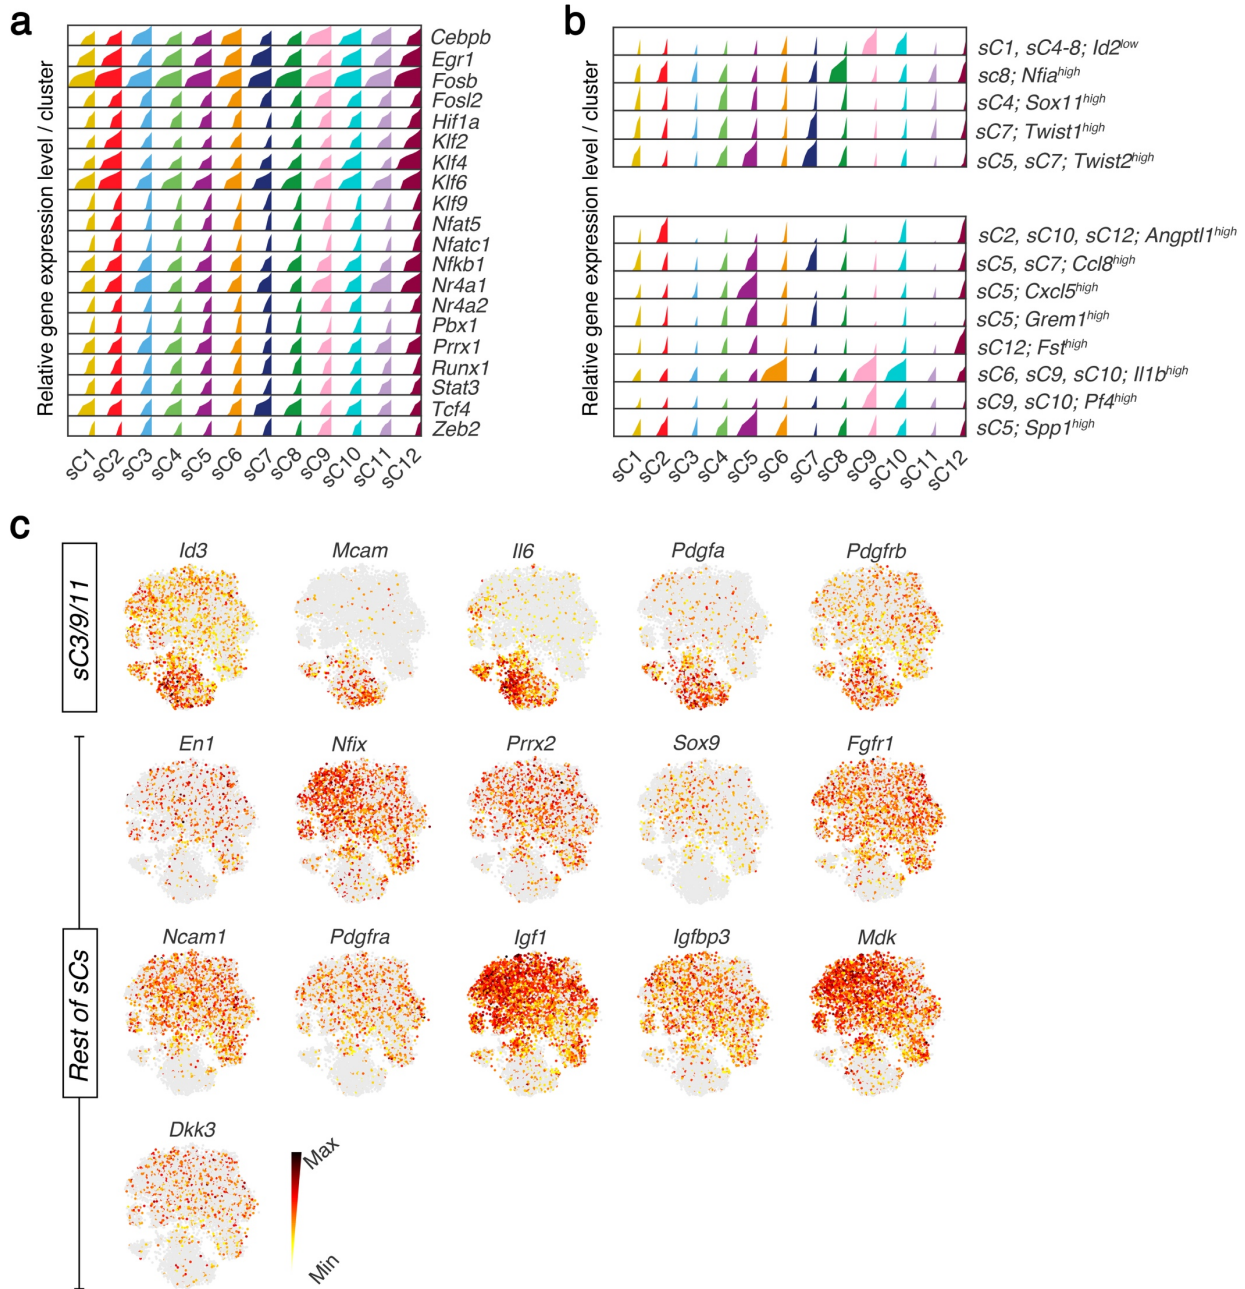 a
Relative gene expression level / cluster
Cebpb
Egr1
Fosb
Fosl2
Hif1a
Klf2
Klf4
Klf6
Klf9
Nfat5
Nfatc1
Nfkb1
Nr4a1
Nr4a2
Pbx1
Prrx1
Runx1
Stat3
Tcf4
Zeb2
sC1 sC2 sC3 sC4 sC5 sC6 sC7 sC8 sC9 sC10 sC11 sC12
b
Relative gene expression level / cluster
sC1, sC4-8; Id2low
sc8; Nfiahigh
sC4; Sox11high
sC7; Twist1high
sC5, sC7; Twist2high
sC2, sC10, sC12; Angptl1high
sC5, sC7; Ccl8high
sC5; Cxcl5high
sC5; Grem1high
sC12; Fsthigh
sC6, sC9, sC10; Il1bhigh
sC9, sC10; Pf4high
sC5; Spp1high
sC1 sC2 sC3 sC4 sC5 sC6 sC7 sC8 sC9 sC10 sC11 sC12
c
sC3/9/11
Id3 Mcam Il6 Pdgfa Pdgfrb
Rest of sCs
En1 Nfix Prrx2 Sox9 Fgfr1
Ncam1 Pdgfra Igf1 Igfbp3 Mdk
Dkk3
Max
Min